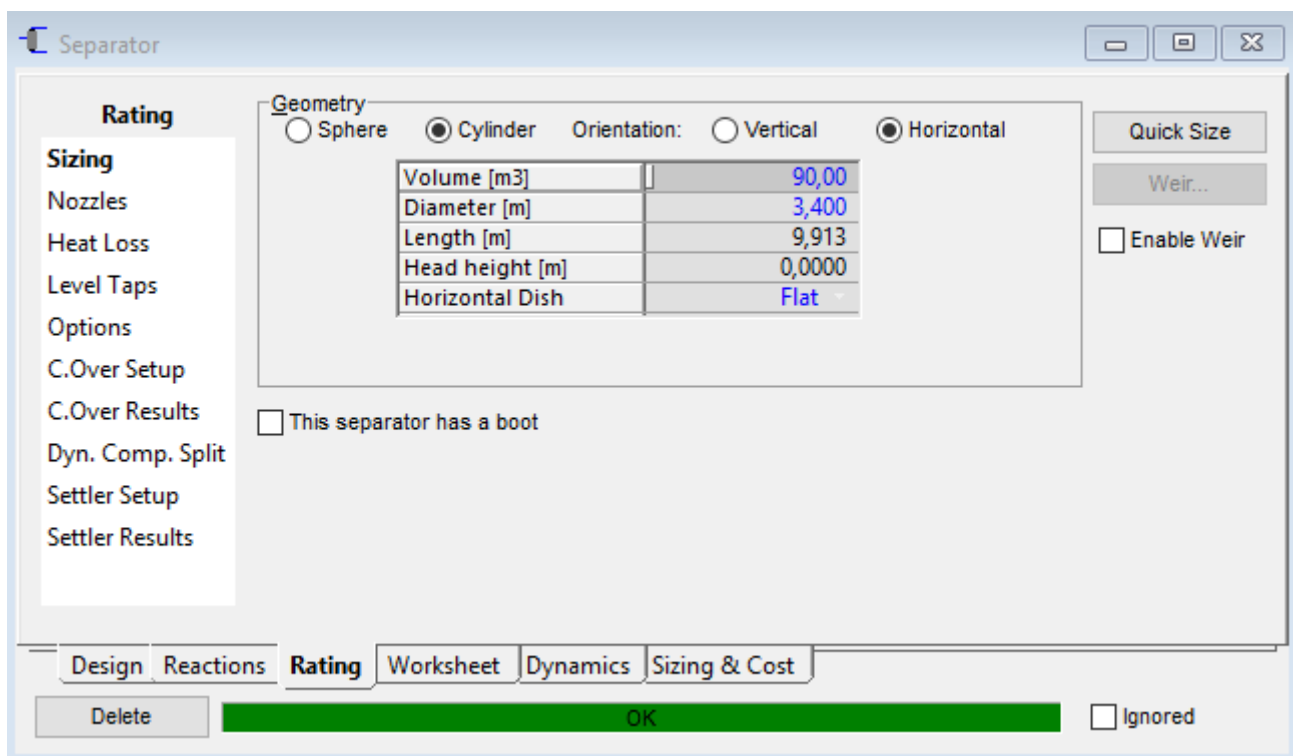 Separator
Rating
Sizing
Nozzles
Heat Loss
Level Taps
Options
C.Over Setup
C.Over Results
Dyn. Comp. Split
Settler Setup
Settler Results
Geometry
Sphere Cylinder Orientation: Vertical Horizontal
Volume [m3] 90,00
Diameter [m] 3,400
Length [m] 9,913
Head height [m] 0,0000
Horizontal Dish Flat
This separator has a boot
Quick Size
Weir...
Enable Weir
Design Reactions Rating Worksheet Dynamics Sizing & Cost
Delete OK Ignored